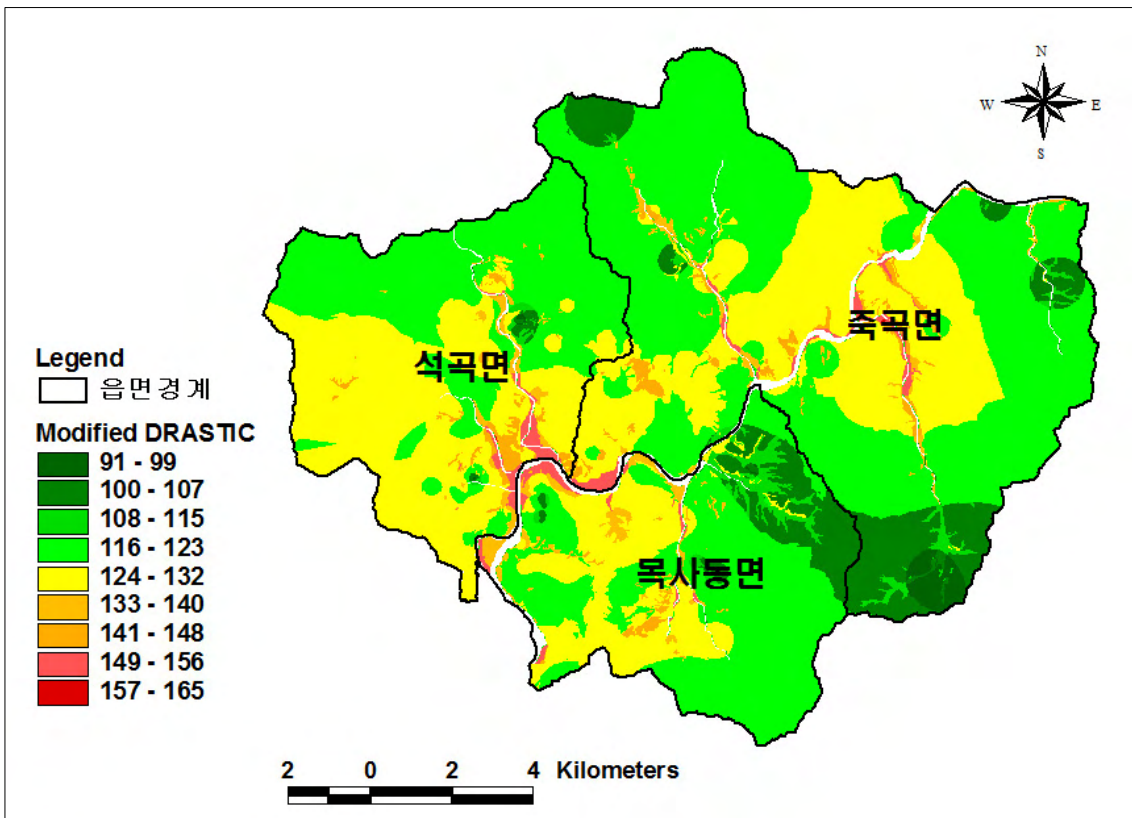 N
W E
S
죽곡면
석곡면
목사동면
Legend
읍면경계
Modified DRASTIC
91 - 99
100 - 107
108 - 115
116 - 123
124 - 132
133 - 140
141 - 148
149 - 156
157 - 165
2 0 2 4 Kilometers